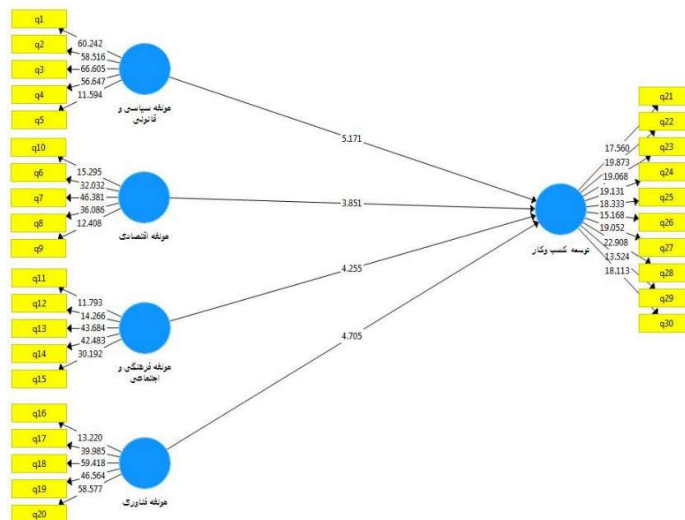 q1
q2
q3
q4
q5
60.242
58.516
66.605
56.647
11.594
مولفه سیاسی و
قانونی
q10
q6
q7
q8
q9
15.295
32.032
46.381
36.086
12.408
مولفه اقتصادی
q11
q12
q13
q14
q15
11.793
14.266
43.684
42.483
30.192
مولفه فرهنگی و
اجتماعی
q16
q17
q18
q19
q20
13.220
39.985
59.418
46.564
58.577
مولفه فناوری
5.171
3.851
4.255
4.705
توسعه کسب وکار
17.560
19.873
19.068
19.131
18.333
15.168
19.052
22.908
13.524
18.113
q21
q22
q23
q24
q25
q26
q27
q28
q29
q30